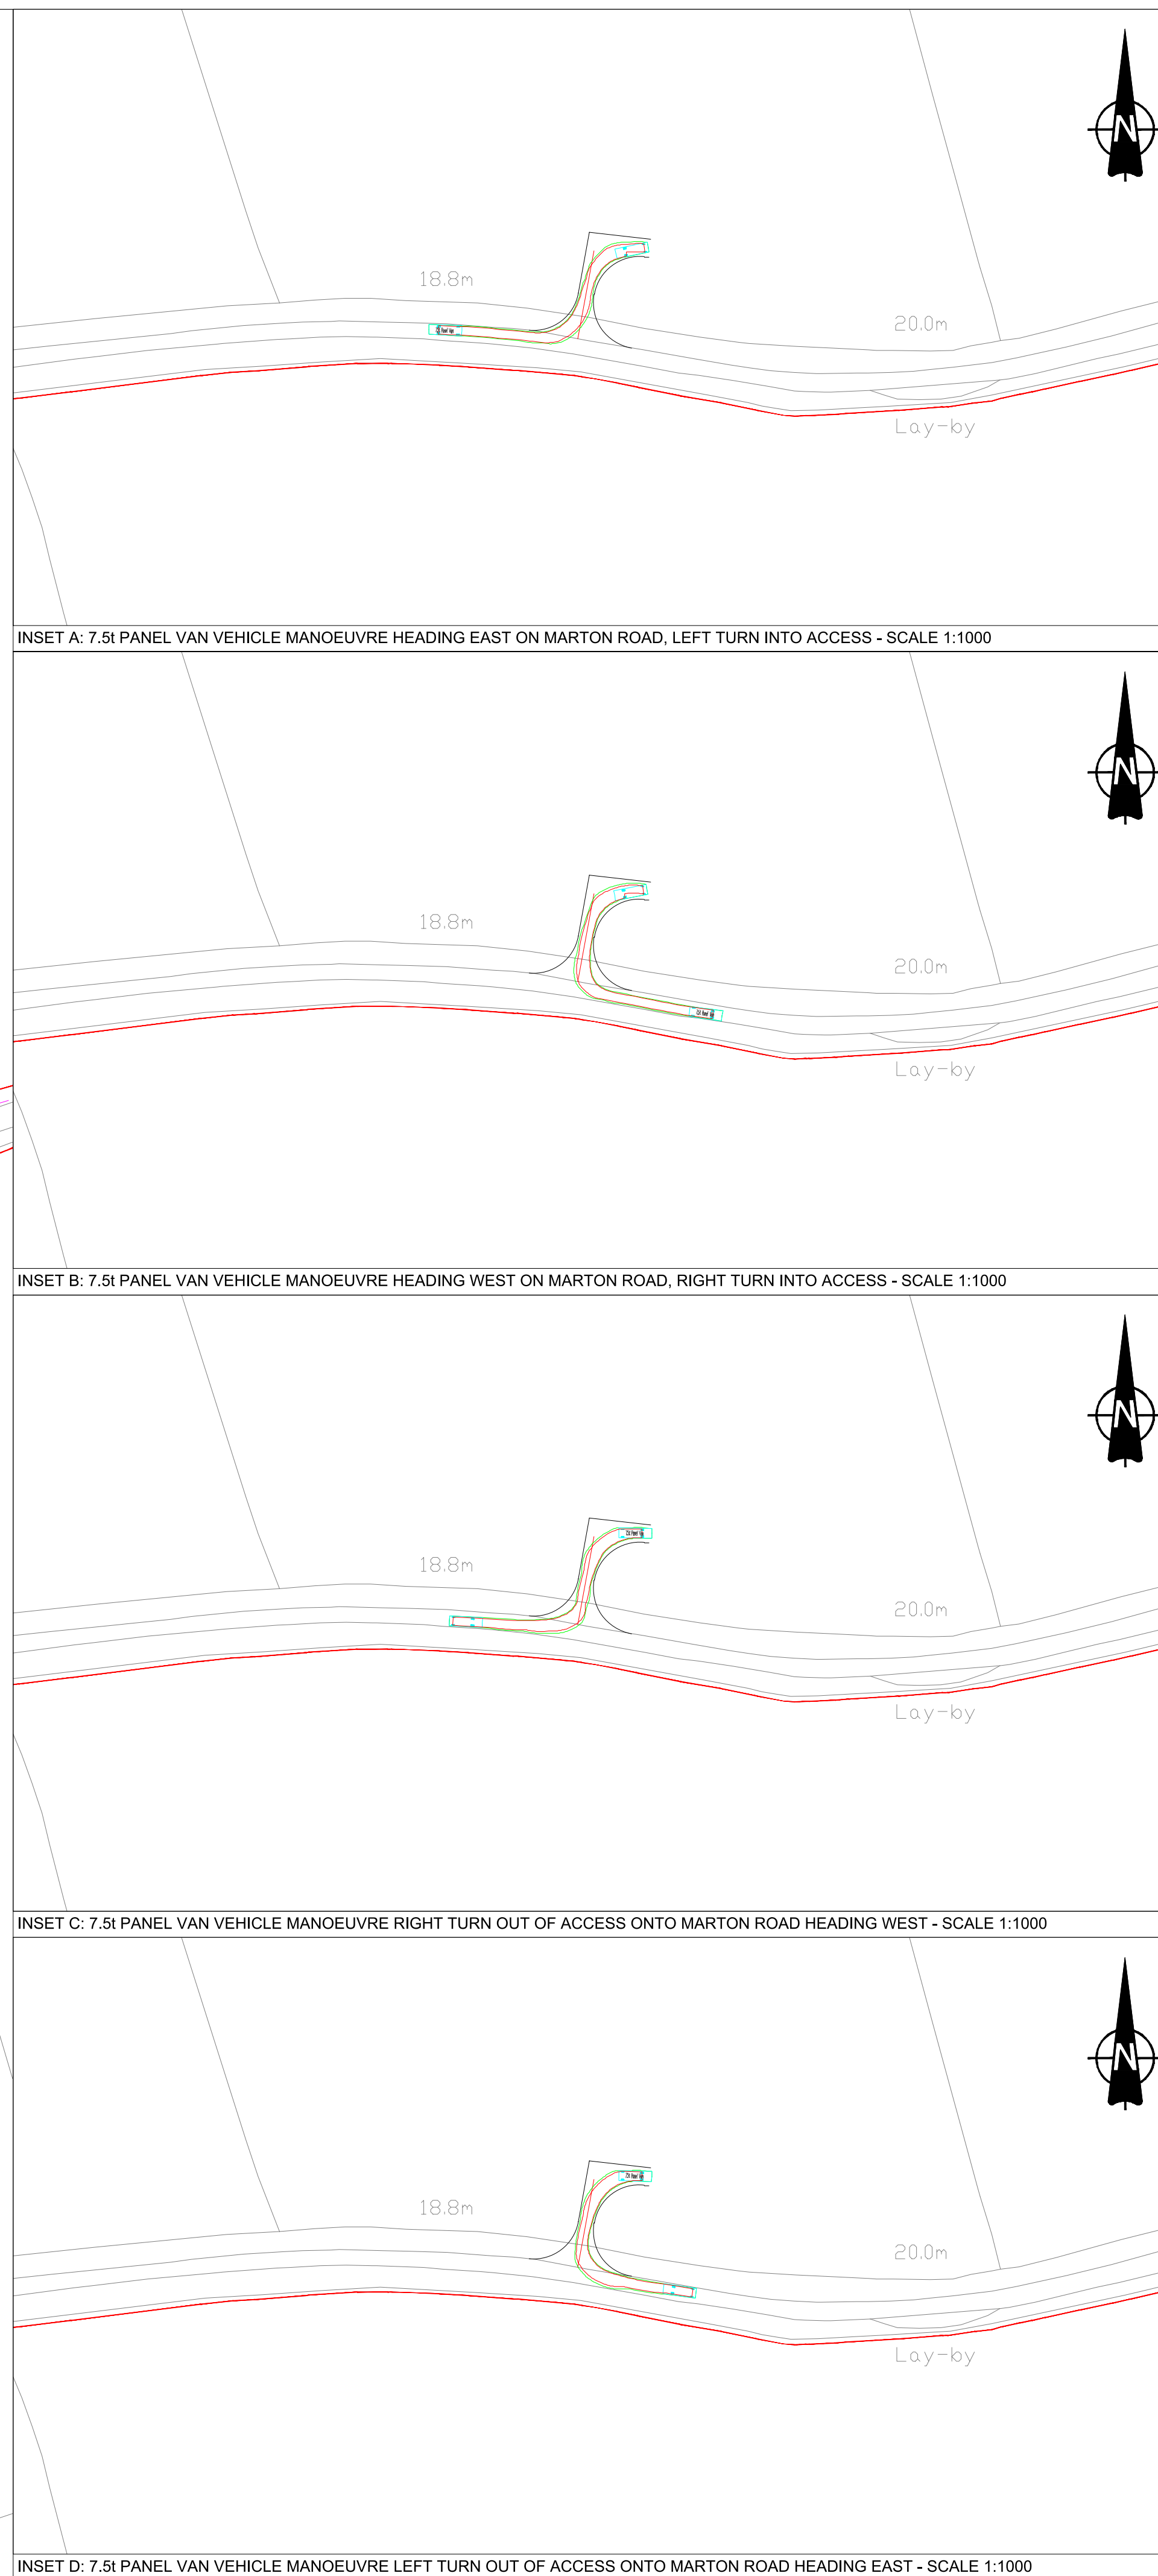 N
18.8m
20.0m
Lay-by
INSET A: 7.5t PANEL VAN VEHICLE MANOEUVRE HEADING EAST ON MARTON ROAD, LEFT TURN INTO ACCESS - SCALE 1:1000
N
18.8m
20.0m
Lay-by
INSET B: 7.5t PANEL VAN VEHICLE MANOEUVRE HEADING WEST ON MARTON ROAD, RIGHT TURN INTO ACCESS - SCALE 1:1000
N
18.8m
20.0m
Lay-by
INSET C: 7.5t PANEL VAN VEHICLE MANOEUVRE RIGHT TURN OUT OF ACCESS ONTO MARTON ROAD HEADING WEST - SCALE 1:1000
N
18.8m
20.0m
Lay-by
INSET D: 7.5t PANEL VAN VEHICLE MANOEUVRE LEFT TURN OUT OF ACCESS ONTO MARTON ROAD HEADING EAST - SCALE 1:1000